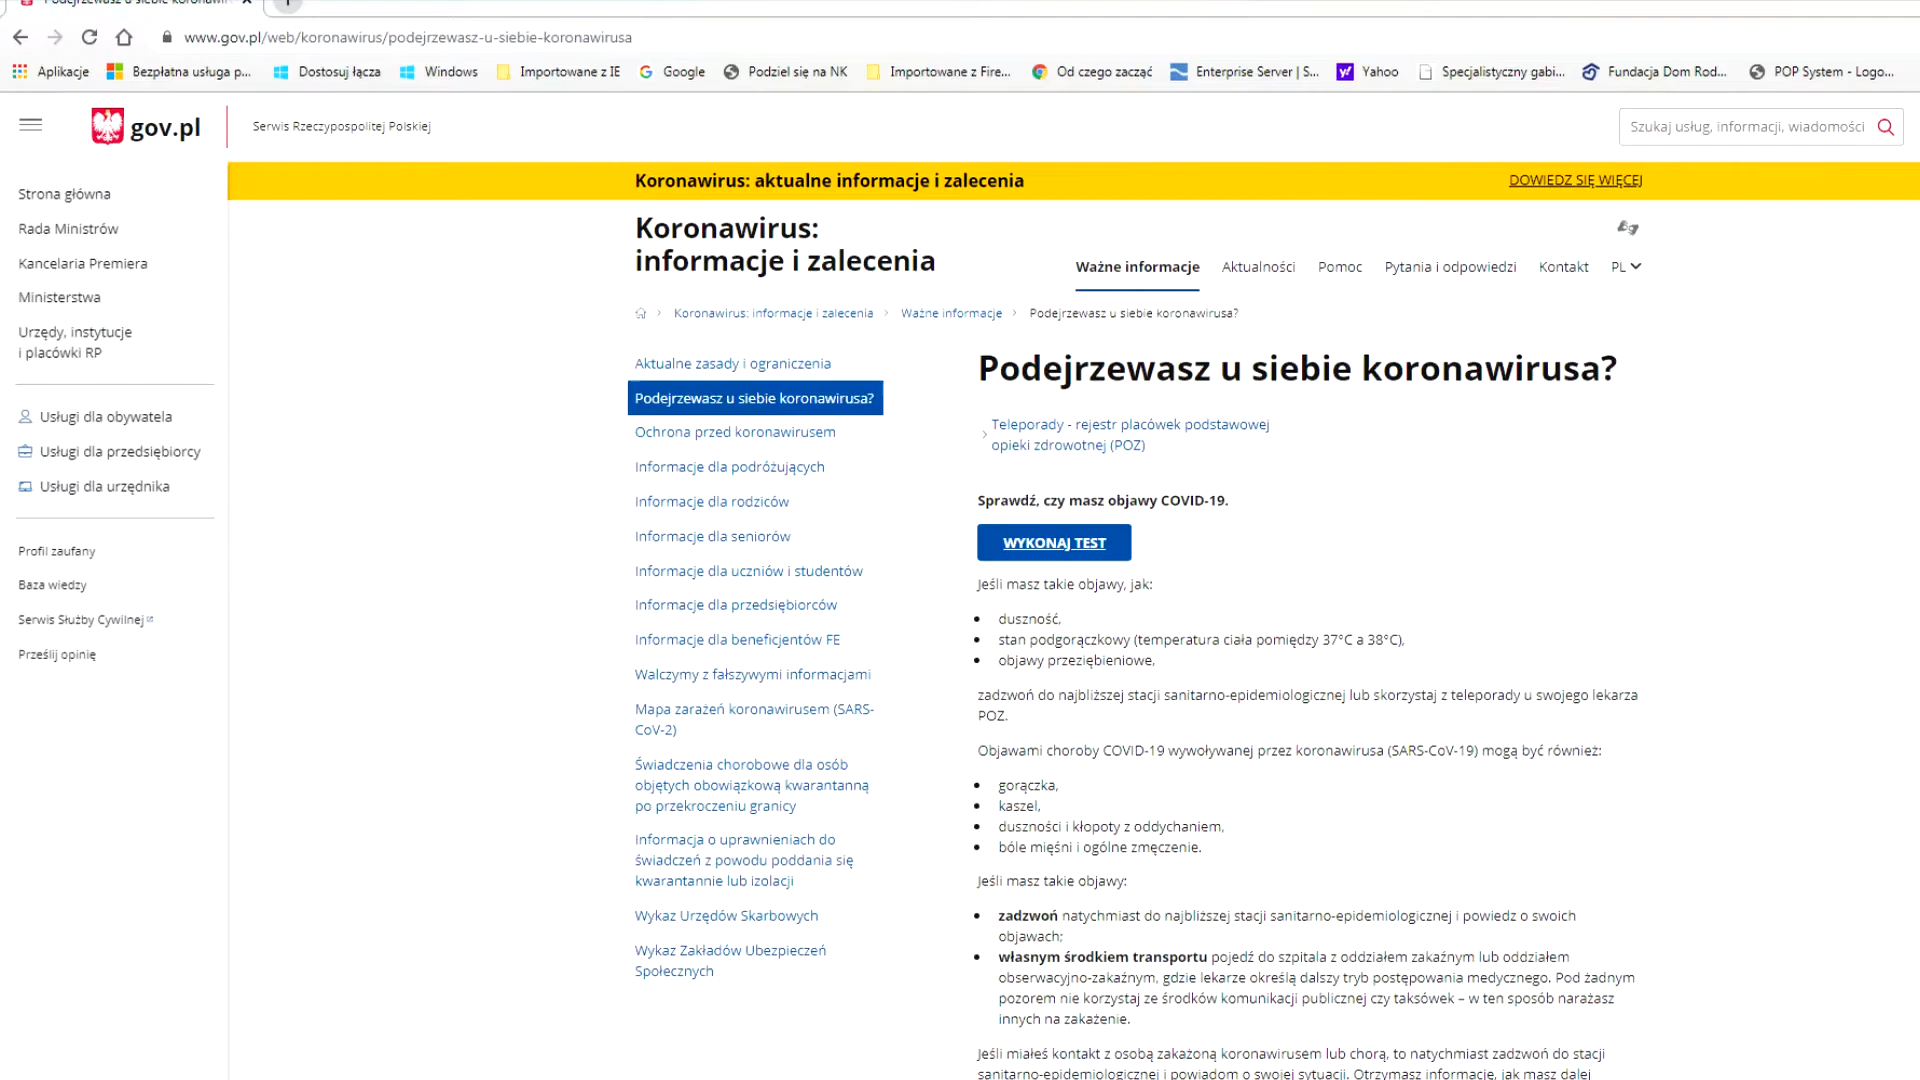 Podejrzewasz u siebie koronawir
www.gov.pl/web/koronawirus/podejrzewasz-u-siebie-koronawirusa
Aplikacje
Bezpłatna usługa p...
Dostosuj łącza
Windows
Importowane z IE
Google
Podziel się na NK
Importowane z Fire...
Od czego zacząć
Enterprise Server | S...
Yahoo
Specjalistyczny gabi...
Fundacja Dom Rod...
POP System - Logo...
gov.pl
Serwis Rzeczypospolitej Polskiej
Szukaj usług, informacji, wiadomości
Strona główna
Rada Ministrów
Kancelaria Premiera
Ministerstwa
Urzędy, instytucje
i placówki RP
Usługi dla obywatela
Usługi dla przedsiębiorcy
Usługi dla urzędnika
Profil zaufany
Baza wiedzy
Serwis Służby Cywilnej
Prześlij opinię
Koronawirus: aktualne informacje i zalecenia
DOWIEDZ SIĘ WIĘCEJ
Koronawirus:
informacje i zalecenia
Ważne informacje
Aktualności
Pomoc
Pytania i odpowiedzi
Kontakt
PL
Koronawirus: informacje i zalecenia
Ważne informacje
Podejrzewasz u siebie koronawirusa?
Aktualne zasady i ograniczenia
Podejrzewasz u siebie koronawirusa?
Ochrona przed koronawirusem
Informacje dla podróżujących
Informacje dla rodziców
Informacje dla seniorów
Informacje dla uczniów i studentów
Informacje dla przedsiębiorców
Informacje dla beneficjentów FE
Walczymy z fałszywymi informacjami
Mapa zarażeń koronawirusem (SARS-
CoV-2)
Świadczenia chorobowe dla osób
objętych obowiązkową kwarantanną
po przekroczeniu granicy
Informacja o uprawnieniach do
świadczeń z powodu poddania się
kwarantannie lub izolacji
Wykaz Urzędów Skarbowych
Wykaz Zakładów Ubezpieczeń
Społecznych
Podejrzewasz u siebie koronawirusa?
Teleporady - rejestr placówek podstawowej
opieki zdrowotnej (POZ)
Sprawdź, czy masz objawy COVID-19.
WYKONAJ TEST
Jeśli masz takie objawy, jak:
duszność,
stan podgorączkowy (temperatura ciała pomiędzy 37°C a 38°C),
objawy przeziębieniowe,
zadzwoń do najbliższej stacji sanitarno-epidemiologicznej lub skorzystaj z teleporady u swojego lekarza
POZ.
Objawami choroby COVID-19 wywoływanej przez koronawirusa (SARS-CoV-19) mogą być również:
gorączka,
kaszel,
duszności i kłopoty z oddychaniem,
bóle mięśni i ogólne zmęczenie.
Jeśli masz takie objawy:
zadzwoń natychmiast do najbliższej stacji sanitarno-epidemiologicznej i powiedz o swoich
objawach;
własnym środkiem transportu pojedź do szpitala z oddziałem zakaźnym lub oddziałem
obserwacyjno-zakaźnym, gdzie lekarze określą dalszy tryb postępowania medycznego. Pod żadnym
pozorem nie korzystaj ze środków komunikacji publicznej czy taksówek – w ten sposób narażasz
innych na zakażenie.
Jeśli miałeś kontakt z osobą zakażoną koronawirusem lub chorą, to natychmiast zadzwoń do stacji
sanitarno-epidemiologicznej i powiadom o swojej sytuacji. Otrzymasz informację, jak masz dalej